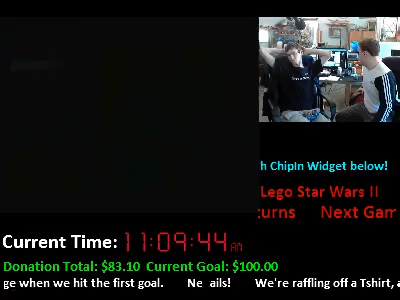 h ChipIn Widget below!
Lego Star Wars II
turns Next Gam
Current Time: 11:09:44 AM
Donation Total: $83.10 Current Goal: $100.00
ge when we hit the first goal. Ne ails! We're raffling off a Tshirt, a